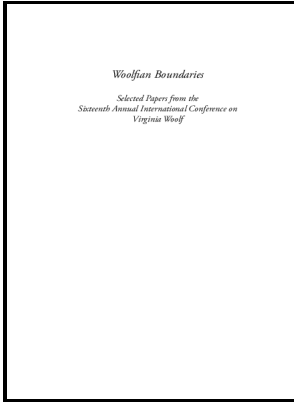 Woolfian Boundaries
Selected Papers from the
Sixteenth Annual International Conference on
Virginia Woolf